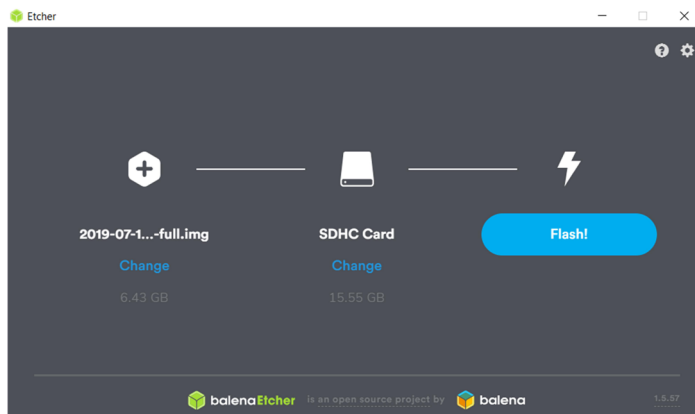 Etcher
2019-07-1...-full.img
SDHC Card
Flash!
Change
Change
6.43 GB
15.55 GB
balenaEtcher is an open source project by balena
1.5.57